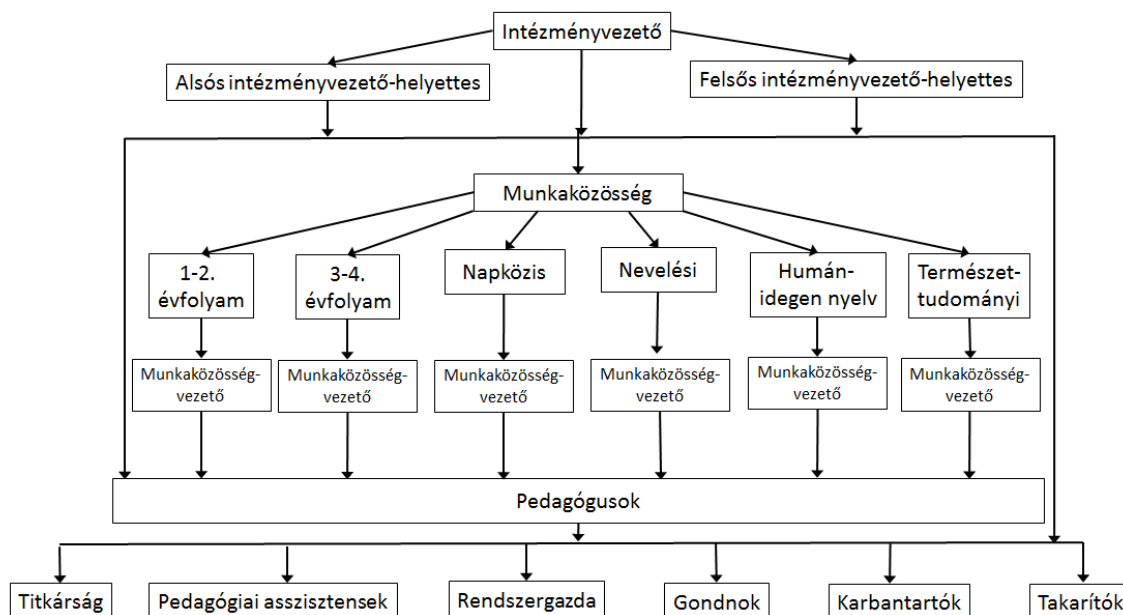 Intézményvezető
Alsós intézményvezető-helyettes
Felsős intézményvezető-helyettes
Munkaközösség
1-2.
évfolyam
3-4.
évfolyam
Napközis
Nevelési
Humán-
idegen nyelv
Természet-
tudományi
Munkaközösség-
vezető
Munkaközösség-
vezető
Munkaközösség-
vezető
Munkaközösség-
vezető
Munkaközösség-
vezető
Munkaközösség-
vezető
Pedagógusok
Titkárság
Pedagógiai asszisztensek
Rendszergazda
Gondnok
Karbantartók
Takarítók